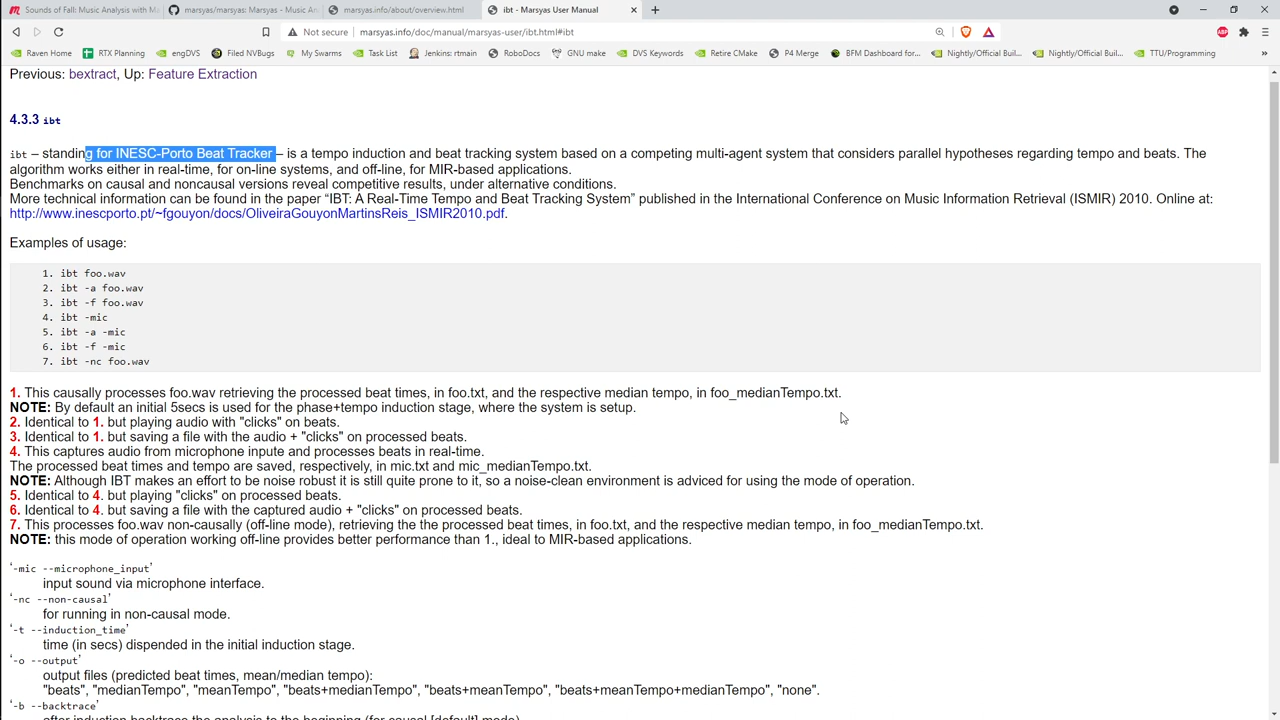 Sounds of Fall: Music Analysis with Ma
marsyas/marsyas: Marsyas - Music An
marsyas.info/about/overview.html
ibt - Marsyas User Manual
Not secure
marsyas.info/doc/manual/marsyas-user/ibt.html#ibt
Raven Home
RTX Planning
engDVS
Filed NVBugs
My Swarms
Task List
Jenkins: rtmain
RoboDocs
GNU make
DVS Keywords
Retire CMake
P4 Merge
BFM Dashboard for...
Nightly/Official Buil...
Nightly/Official Buil...
TTU/Programming
Previous: bextract, Up: Feature Extraction
4.3.3 ibt
ibt – standing for INESC-Porto Beat Tracker – is a tempo induction and beat tracking system based on a competing multi-agent system that considers parallel hypotheses regarding tempo and beats. The
algorithm works either in real-time, for on-line systems, and off-line, for MIR-based applications.
Benchmarks on causal and noncausal versions reveal competitive results, under alternative conditions.
More technical information can be found in the paper “IBT: A Real-Time Tempo and Beat Tracking System” published in the International Conference on Music Information Retrieval (ISMIR) 2010. Online at:
http://www.inescporto.pt/~fgouyon/docs/OliveiraGouyonMartinsReis_ISMIR2010.pdf.
Examples of usage:
1. ibt foo.wav
2. ibt -a foo.wav
3. ibt -f foo.wav
4. ibt -mic
5. ibt -a -mic
6. ibt -f -mic
7. ibt -nc foo.wav
1. This causally processes foo.wav retrieving the processed beat times, in foo.txt, and the respective median tempo, in foo_medianTempo.txt.
NOTE: By default an initial 5secs is used for the phase+tempo induction stage, where the system is setup.
2. Identical to 1. but playing audio with "clicks" on beats.
3. Identical to 1. but saving a file with the audio + "clicks" on processed beats.
4. This captures audio from microphone inpute and processes beats in real-time.
The processed beat times and tempo are saved, respectively, in mic.txt and mic_medianTempo.txt.
NOTE: Although IBT makes an effort to be noise robust it is still quite prone to it, so a noise-clean environment is adviced for using the mode of operation.
5. Identical to 4. but playing "clicks" on processed beats.
6. Identical to 4. but saving a file with the captured audio + "clicks" on processed beats.
7. This processes foo.wav non-causally (off-line mode), retrieving the the processed beat times, in foo.txt, and the respective median tempo, in foo_medianTempo.txt.
NOTE: this mode of operation working off-line provides better performance than 1., ideal to MIR-based applications.
‘-mic --microphone_input’
input sound via microphone interface.
‘-nc --non-causal’
for running in non-causal mode.
‘-t --induction_time’
time (in secs) dispended in the initial induction stage.
‘-o --output’
output files (predicted beat times, mean/median tempo):
"beats", "medianTempo", "meanTempo", "beats+medianTempo", "beats+meanTempo", "beats+meanTempo+medianTempo", "none".
‘-b --backtrace’
after induction backtrace the analysis to the beginning (for causal [default] mode).